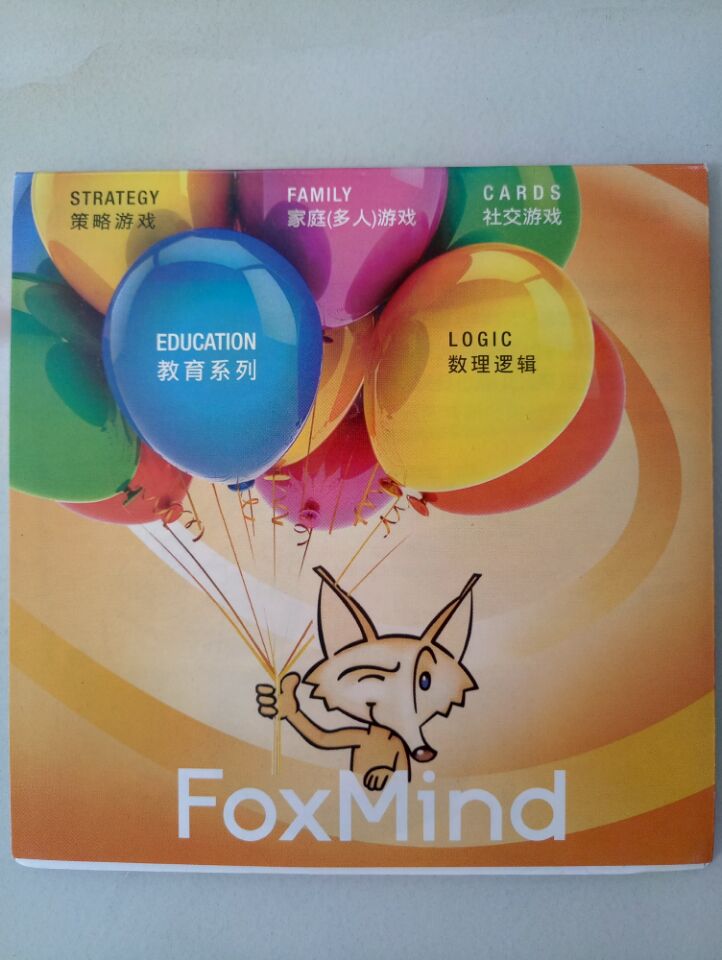 STRATEGY
策略游戏
FAMILY
家庭(多人)游戏
CARDS
社交游戏
EDUCATION
教育系列
LOGIC
数理逻辑
FoxMind